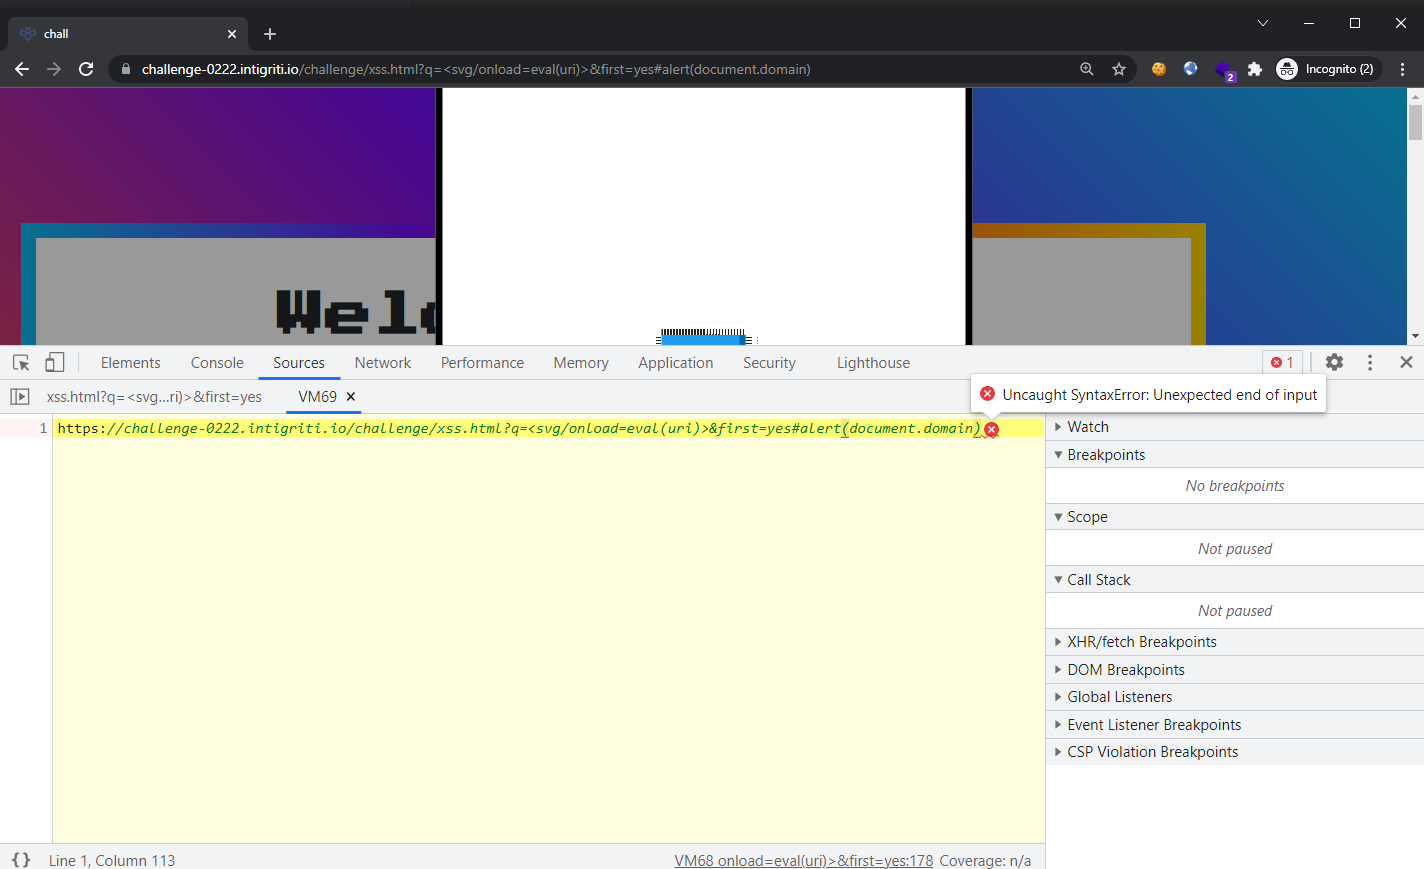 chall
challenge-0222.intigriti.io/challenge/xss.html?q=<svg/onload=eval(uri)>&first=yes#alert(document.domain)
2
Incognito (2)
Elements Console Sources Network Performance Memory Application Security Lighthouse
1
xss.html?q=<svg...ri)>&first=yes VM69
Uncaught SyntaxError: Unexpected end of input
1 https://challenge-0222.intigriti.io/challenge/xss.html?q=<svg/onload=eval(uri)>&first=yes#alert(document.domain)
Watch
Breakpoints
No breakpoints
Scope
Not paused
Call Stack
Not paused
XHR/fetch Breakpoints
DOM Breakpoints
Global Listeners
Event Listener Breakpoints
CSP Violation Breakpoints
{} Line 1, Column 113
VM68 onload=eval(uri)>&first=yes:178 Coverage: n/a